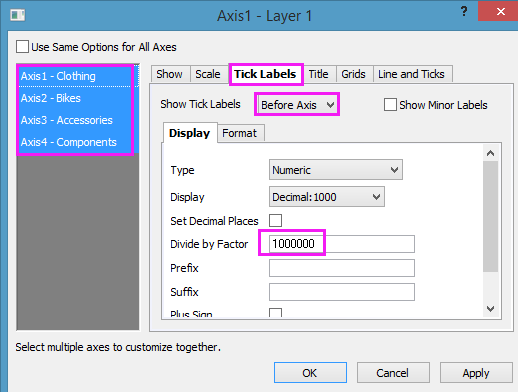 Axis1 - Layer 1
?
Use Same Options for All Axes
Axis1 - Clothing
Axis2 - Bikes
Axis3 - Accessories
Axis4 - Components
Show Scale Tick Labels Title Grids Line and Ticks
Show Tick Labels Before Axis Show Minor Labels
Display Format
Type Numeric
Display Decimal:1000
Set Decimal Places
Divide by Factor 1000000
Prefix
Suffix
Plus Sign
Select multiple axes to customize together.
OK Cancel Apply